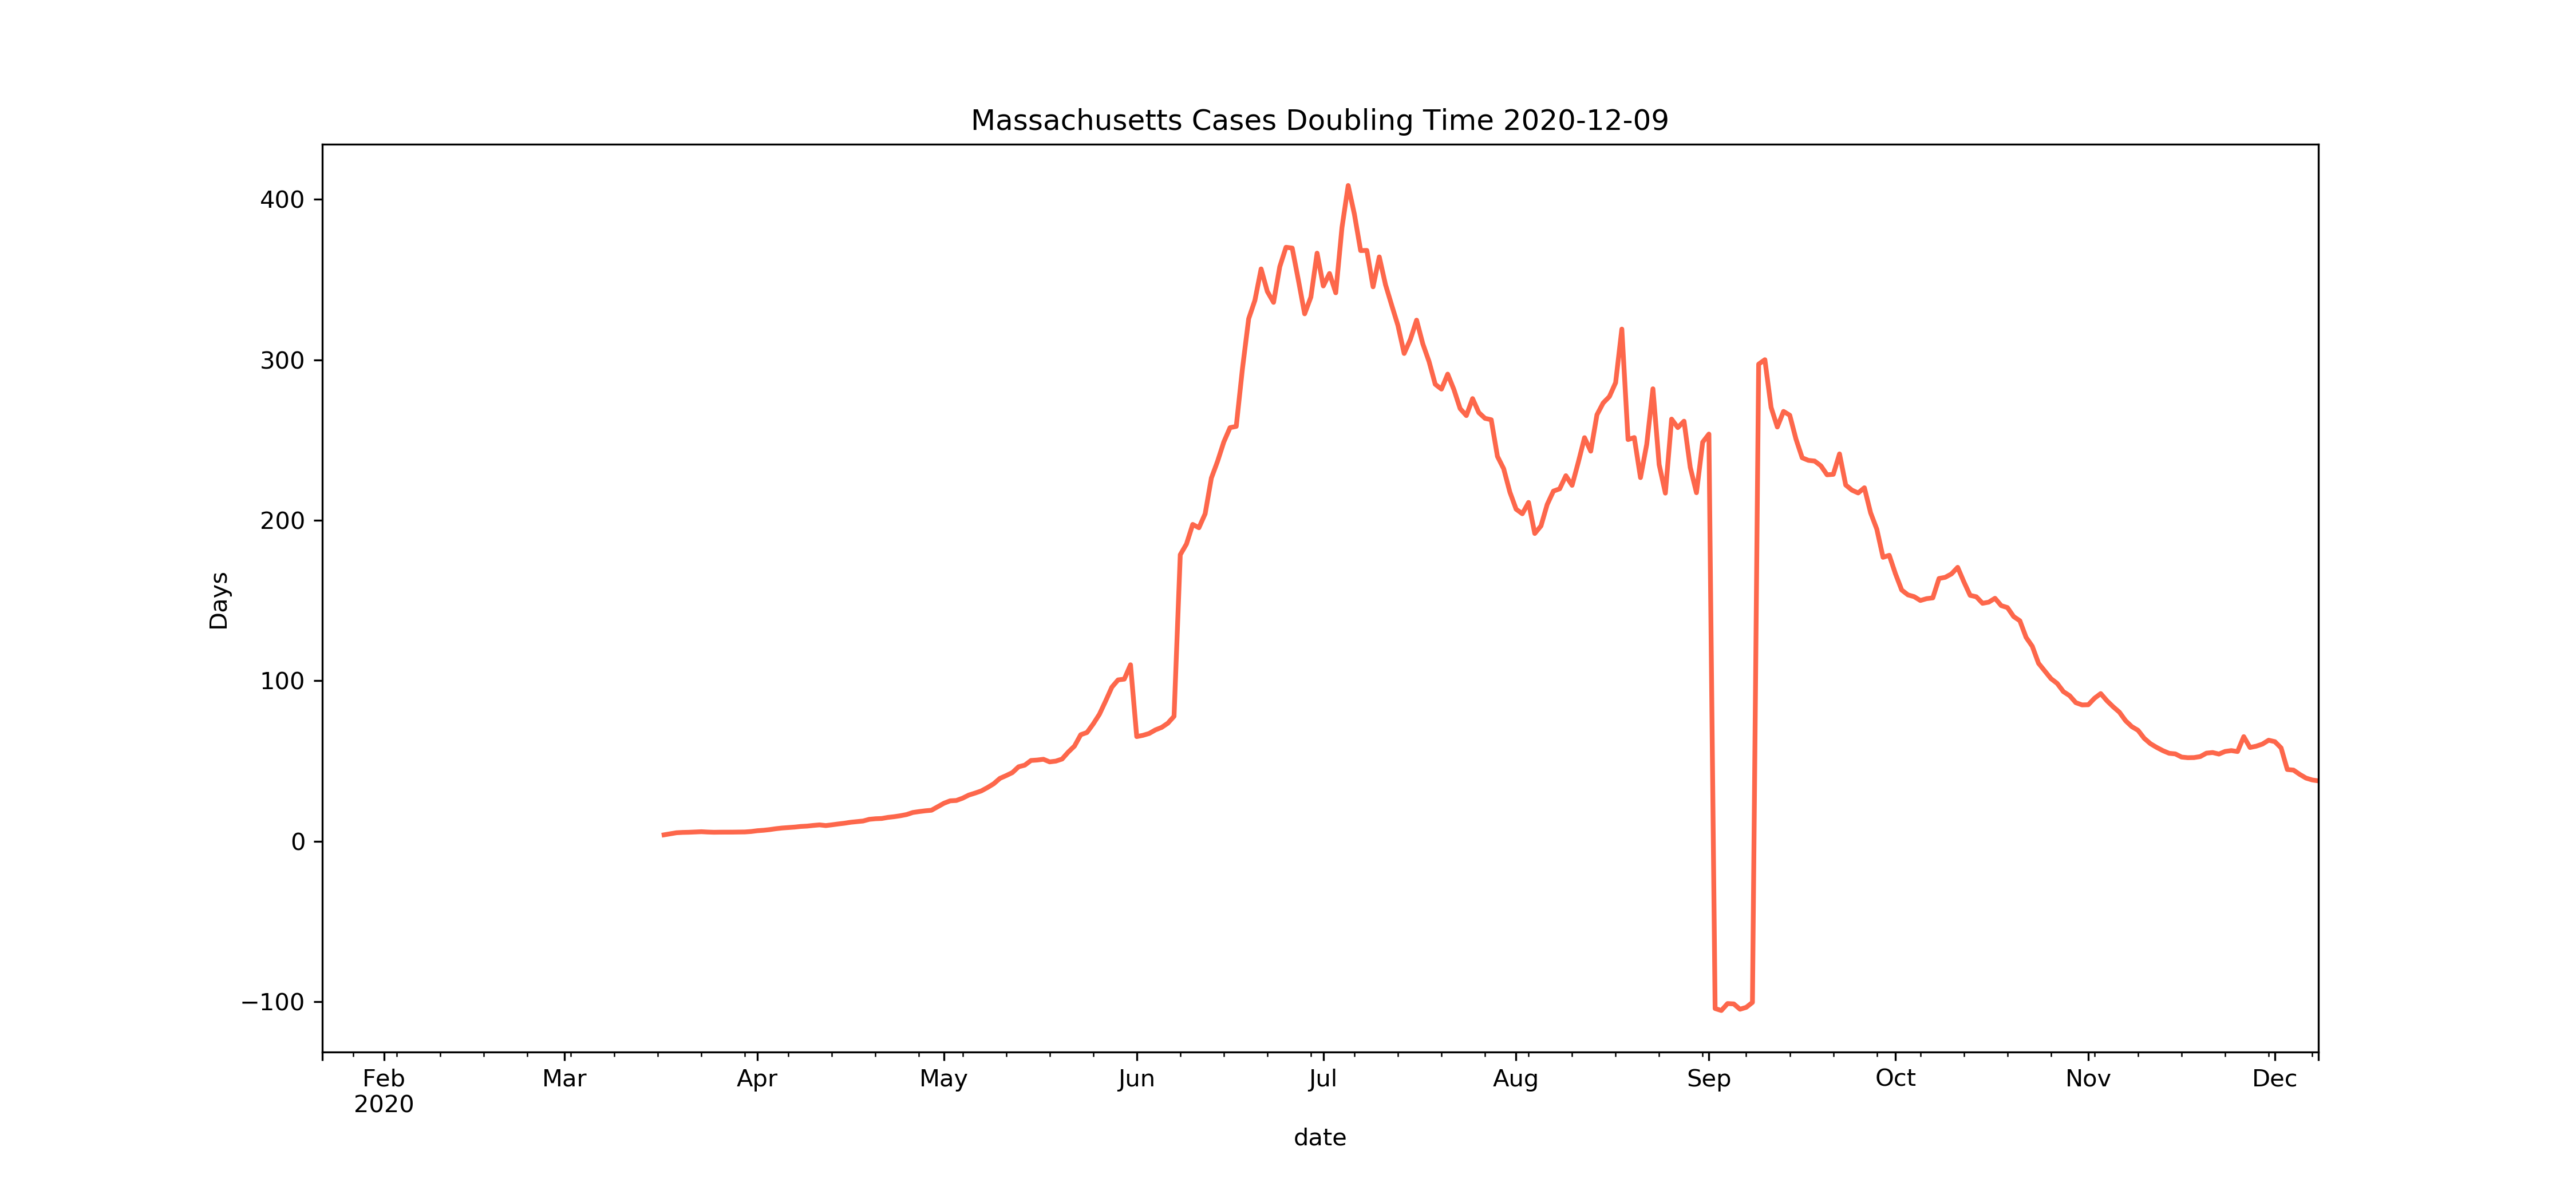 Massachusetts Cases Doubling Time 2020-12-09
400
300
200
100
0
−100
Days
Feb Mar Apr May Jun Jul Aug Sep Oct Nov Dec
2020
date